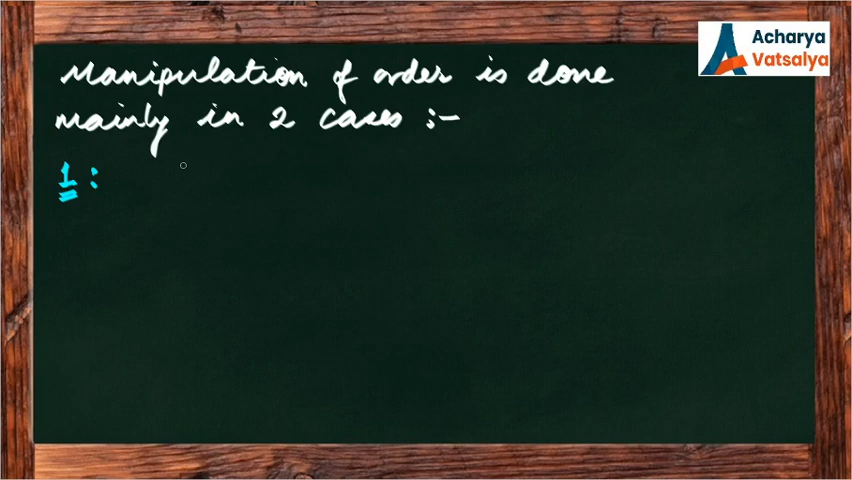 Acharya
Vatsalya
Manipulation of order is done
mainly in 2 cases :-
1 :